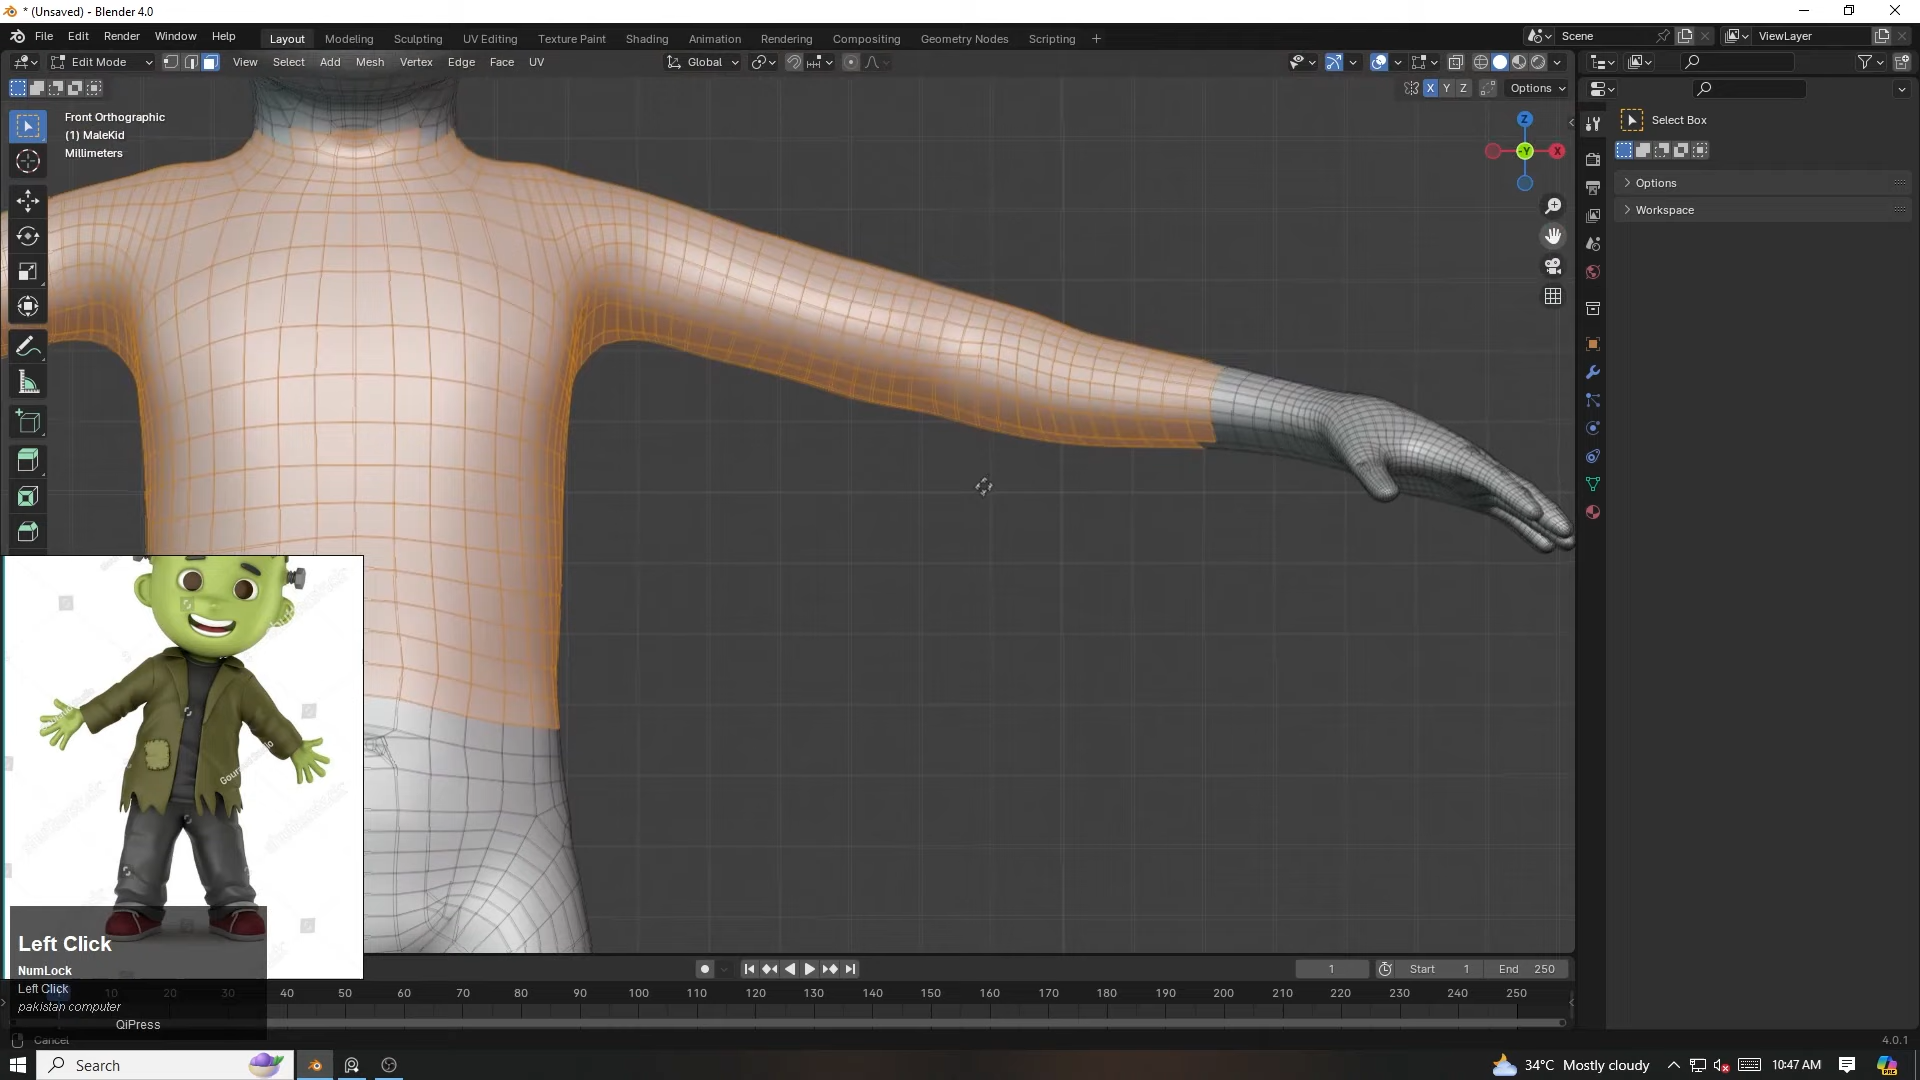 * (Unsaved) - Blender 4.0
File Edit Render Window Help
Layout Modeling Sculpting UV Editing Texture Paint Shading Animation Rendering Compositing Geometry Nodes Scripting +
Scene
ViewLayer
Edit Mode
View Select Add Mesh Vertex Edge Face UV
Global
X Y Z
Options
Front Orthographic
(1) MaleKid
Millimeters
Z
-Y
X
Select Box
Options
Workspace
Left Click
NumLock
Left Click
pakistan computer
QiPress
1
Start 1
End 250
10 20 30 40 50 60 70 80 90 100 110 120 130 140 150 160 170 180 190 200 210 220 230 240 250
Cancel
4.0.1
Search
34°C Mostly cloudy
10:47 AM